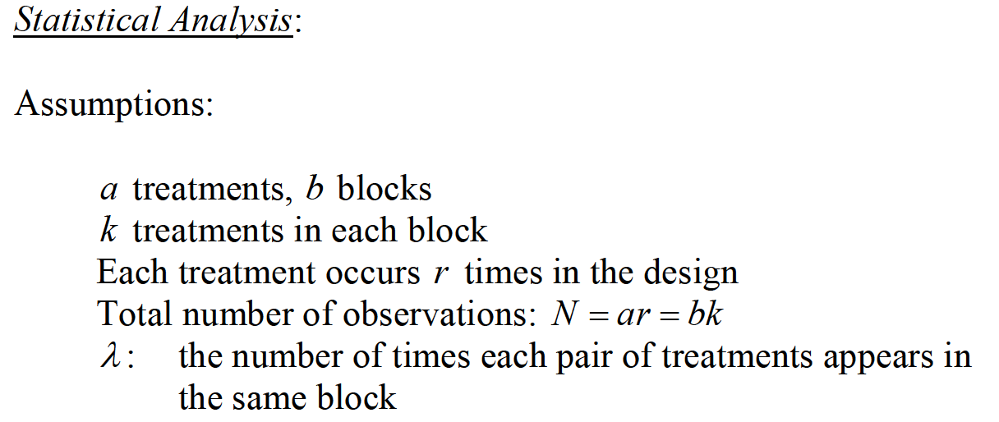 Statistical Analysis:
Assumptions:
a treatments, b blocks
k treatments in each block
Each treatment occurs r times in the design
Total number of observations: N = ar = bk
λ: the number of times each pair of treatments appears in
the same block